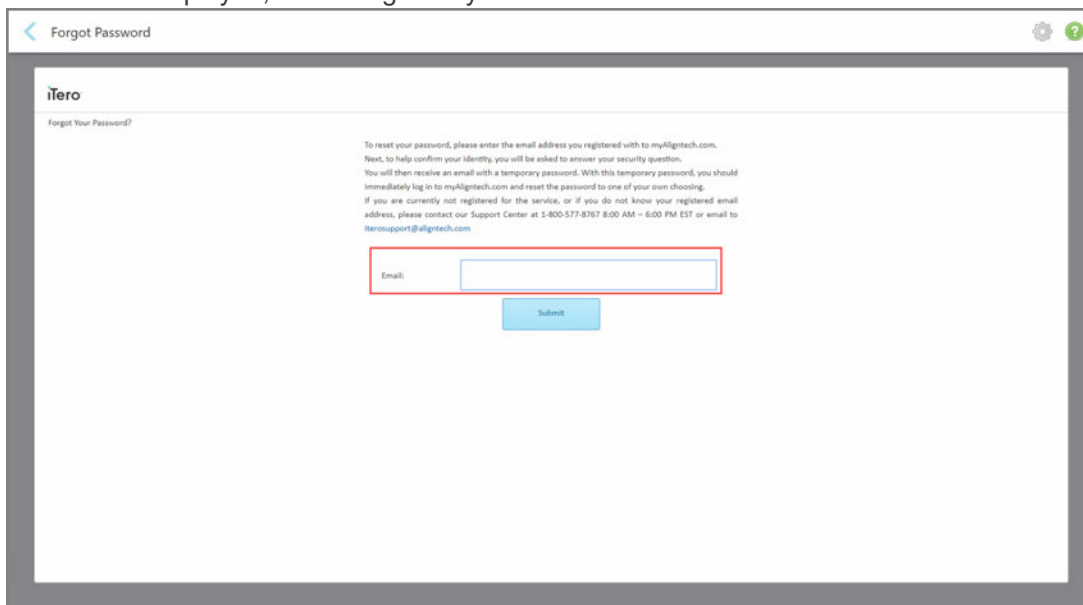 Forgot Password
?
iTero
Forgot Your Password?
To reset your password, please enter the email address you registered with to myAligntech.com.
Next, to help confirm your identity, you will be asked to answer your security question.
You will then receive an email with a temporary password. With this temporary password, you should
immediately log in to myAligntech.com and reset the password to one of your own choosing.
If you are currently not registered for the service, or if you do not know your registered email
address, please contact our Support Center at 1-800-577-8767 8:00 AM – 6:00 PM EST or email to
iterosupport@aligntech.com
Email:
Submit